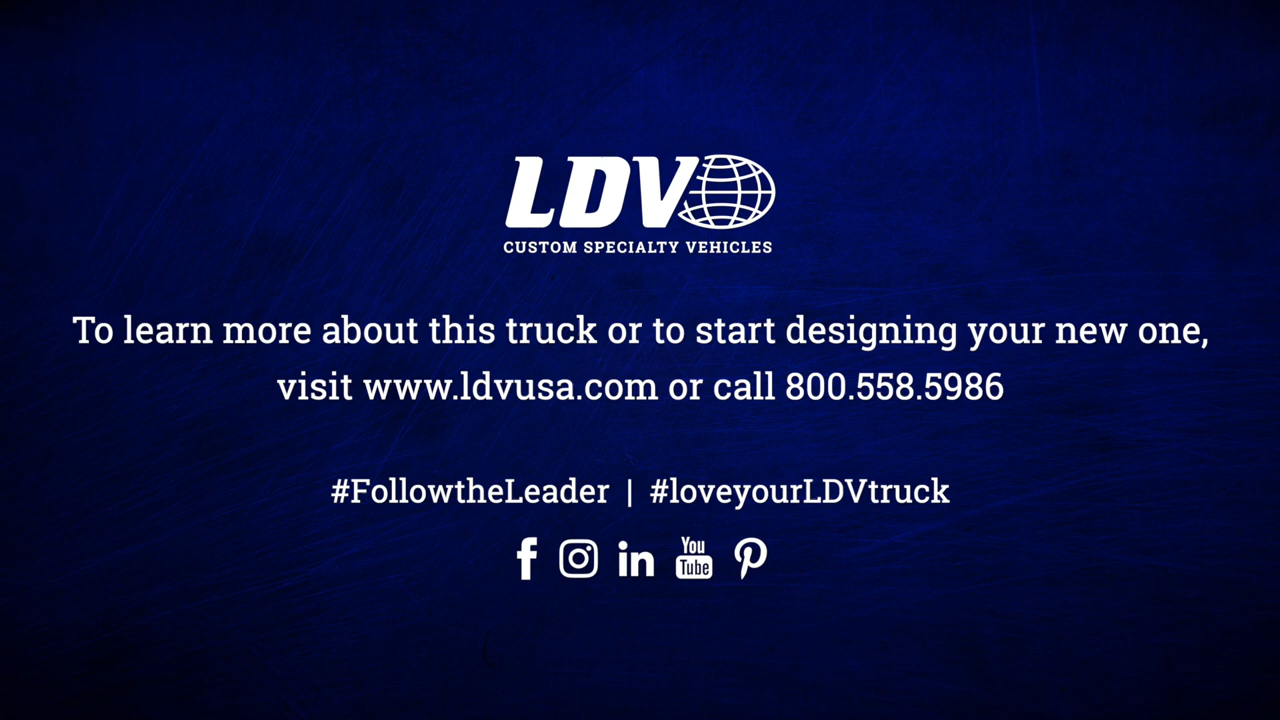 LDV
CUSTOM SPECIALTY VEHICLES
To learn more about this truck or to start designing your new one,
visit www.ldvusa.com or call 800.558.5986
#FollowtheLeader | #loveyourLDVtruck
f in You Tube